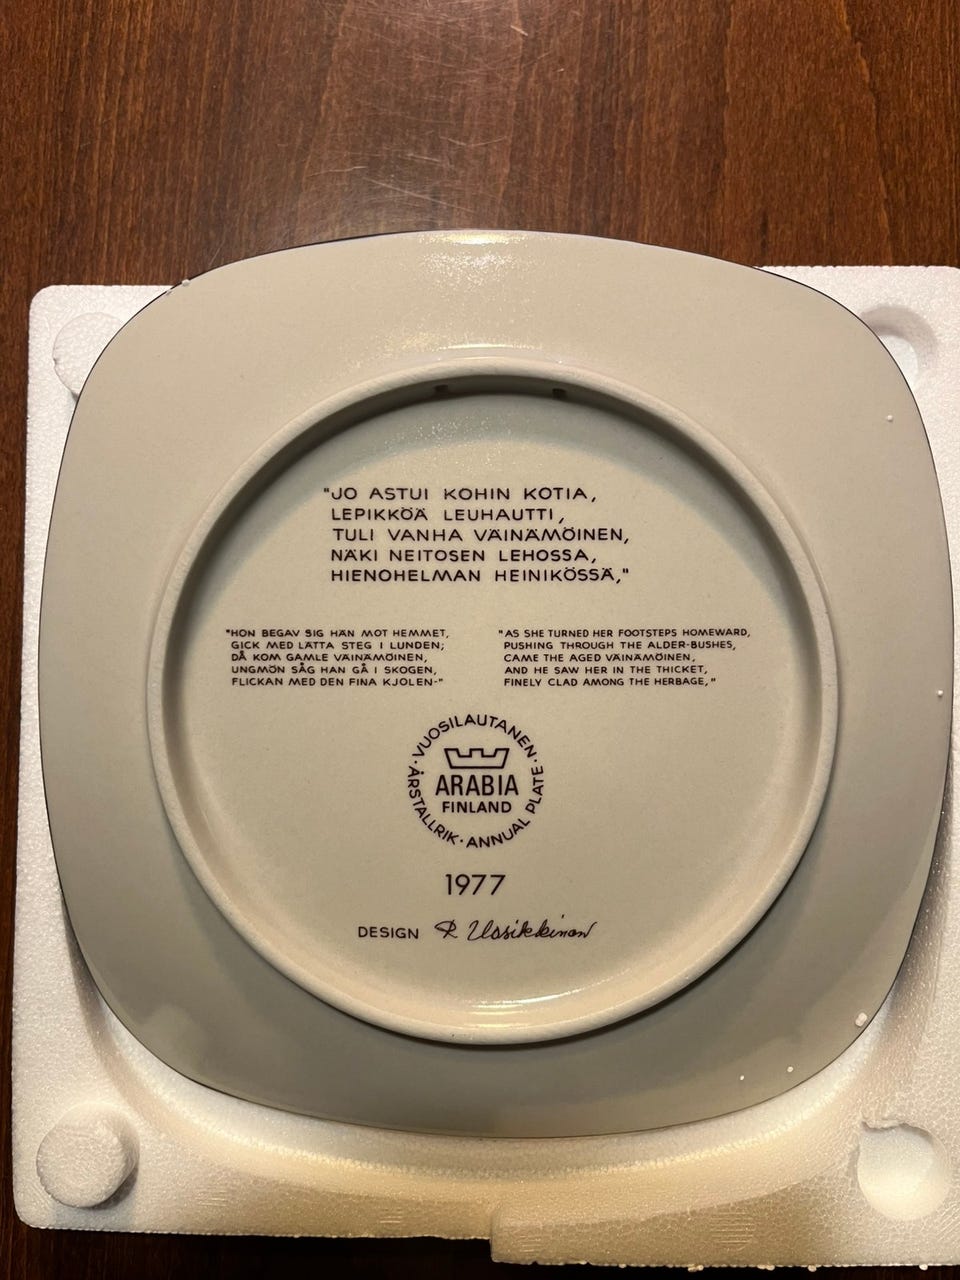 "JO ASTUI KOHIN KOTIA,
LEPIKKÖÄ LEUHAUTTI,
TULI VANHA VÄINÄMÖINEN,
NÄKI NEITOSEN LEHOSSA,
HIENOHELMAN HEINIKÖSSÄ,"
"HON BEGAV SIG HÄN MOT HEMMET,
GICK MED LÄTTA STEG I LUNDEN;
DÅ KOM GAMLE VÄINÄMÖINEN,
UNGMÖN SÅG HAN GÅ I SKOGEN,
FLICKAN MED DEN FINA KJOLEN-"
"AS SHE TURNED HER FOOTSTEPS HOMEWARD,
PUSHING THROUGH THE ALDER-BUSHES,
CAME THE AGED VÄINÄMÖINEN,
AND HE SAW HER IN THE THICKET,
FINELY CLAD AMONG THE HERBAGE,"
· VUOSILAUTANEN · ÅRSTALLRIK · ANNUAL PLATE
ARABIA
FINLAND
1977
DESIGN R. Uosikkinen